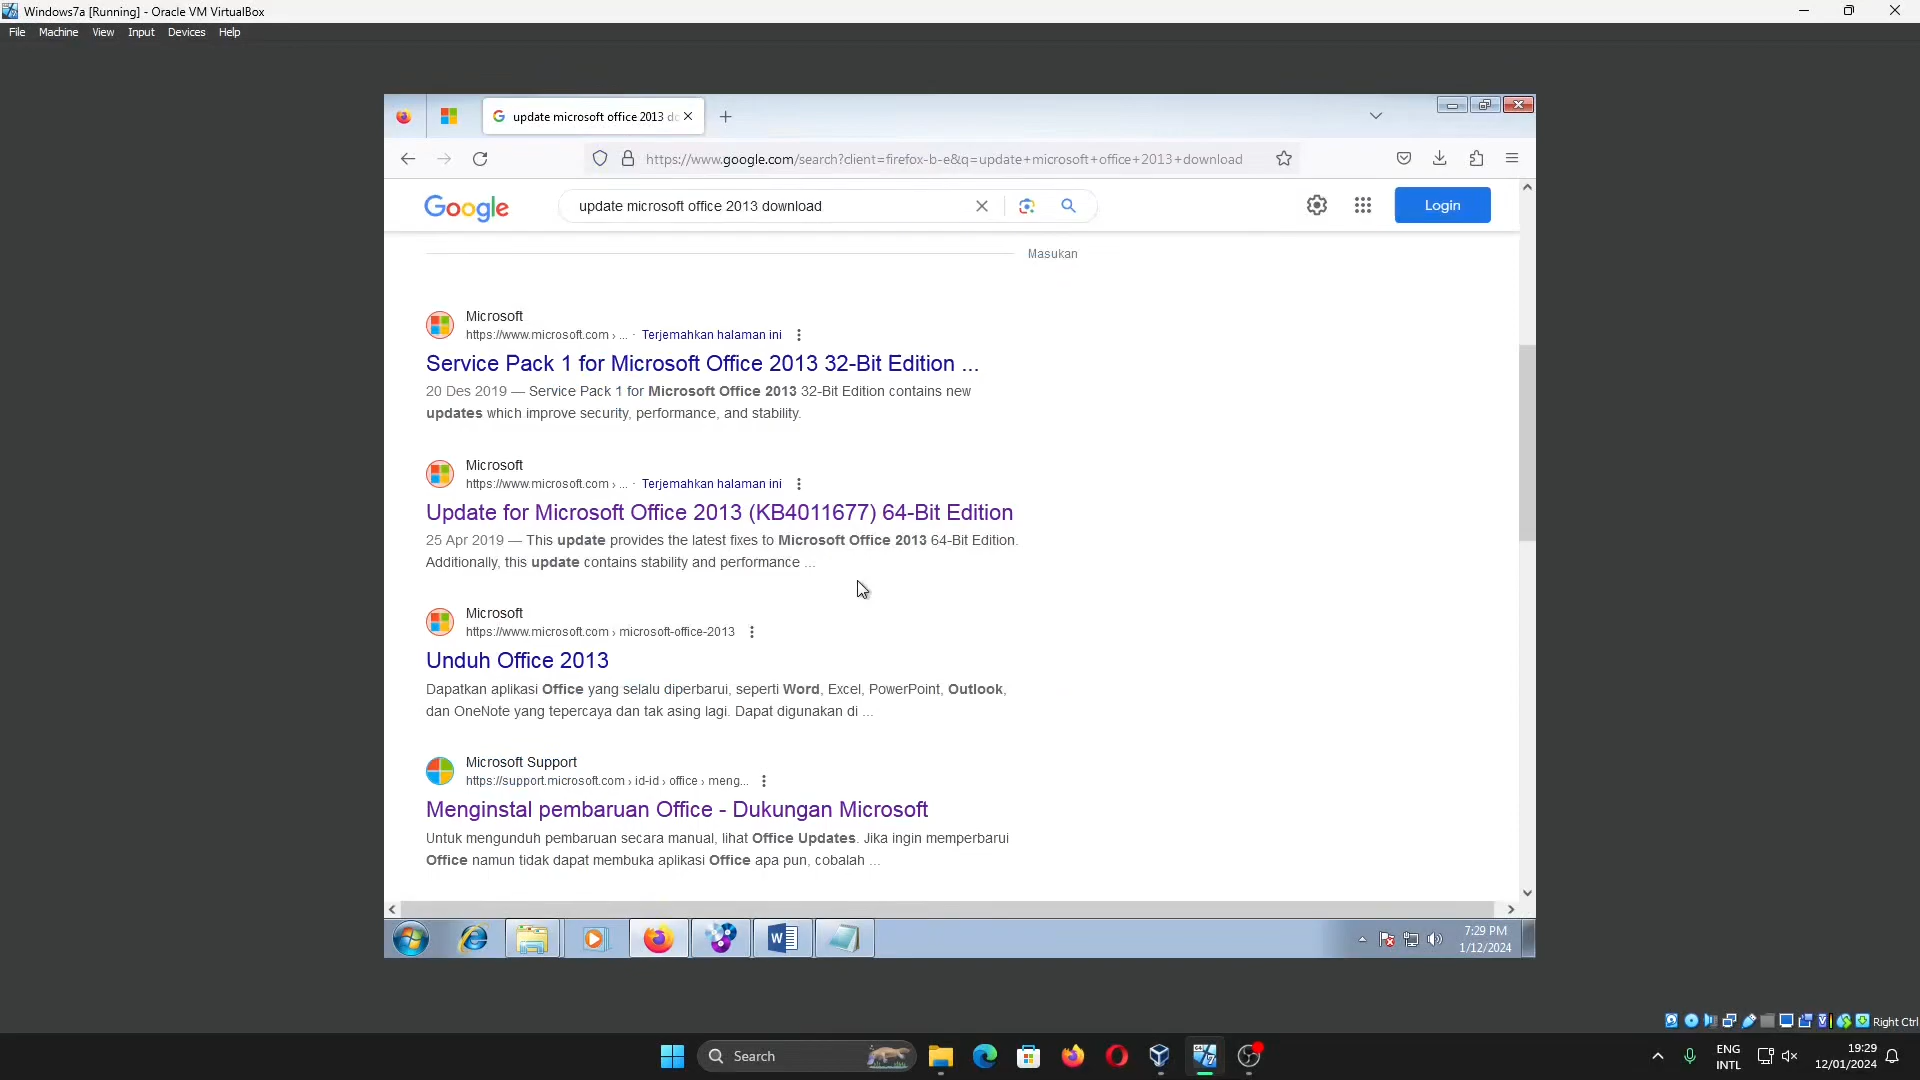 Windows7a [Running] - Oracle VM VirtualBox
File Machine View Input Devices Help
update microsoft office 2013 do
https://www.google.com/search?client=firefox-b-e&q=update+microsoft+office+2013+download
Google
update microsoft office 2013 download
Login
Masukan
Microsoft
https://www.microsoft.com › ... · Terjemahkan halaman ini
Service Pack 1 for Microsoft Office 2013 32-Bit Edition ...
20 Des 2019 — Service Pack 1 for Microsoft Office 2013 32-Bit Edition contains new
updates which improve security, performance, and stability.
Microsoft
https://www.microsoft.com › ... · Terjemahkan halaman ini
Update for Microsoft Office 2013 (KB4011677) 64-Bit Edition
25 Apr 2019 — This update provides the latest fixes to Microsoft Office 2013 64-Bit Edition.
Additionally, this update contains stability and performance ...
Microsoft
https://www.microsoft.com › microsoft-office-2013
Unduh Office 2013
Dapatkan aplikasi Office yang selalu diperbarui, seperti Word, Excel, PowerPoint, Outlook,
dan OneNote yang tepercaya dan tak asing lagi. Dapat digunakan di ...
Microsoft Support
https://support.microsoft.com › id-id › office › meng...
Menginstal pembaruan Office - Dukungan Microsoft
Untuk mengunduh pembaruan secara manual, lihat Office Updates. Jika ingin memperbarui
Office namun tidak dapat membuka aplikasi Office apa pun, cobalah ...
7:29 PM
1/12/2024
Right Ctrl
Search
ENG
INTL
19:29
12/01/2024